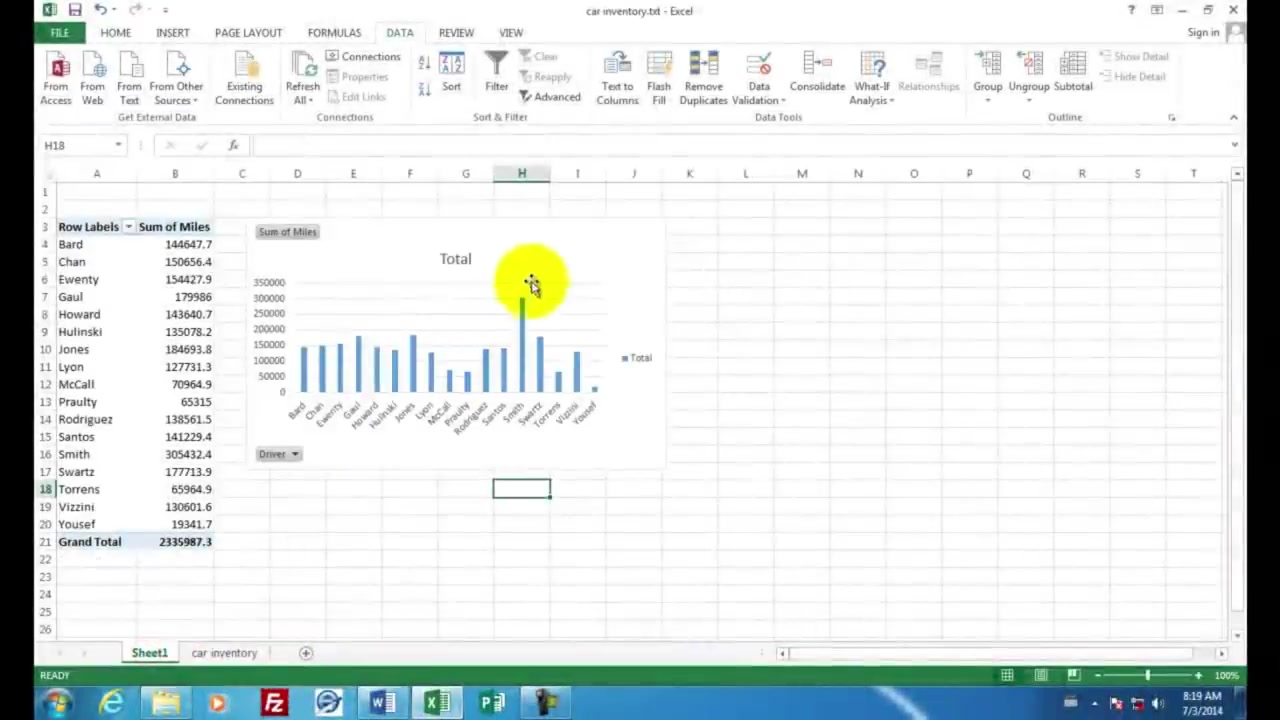 car inventory.txt - Excel
FILE HOME INSERT PAGE LAYOUT FORMULAS DATA REVIEW VIEW Sign in
From Access
From Web
From Text
From Other Sources
Get External Data
Existing Connections
Refresh All
Connections
Properties
Edit Links
Connections
Sort
Filter
Clear
Reapply
Advanced
Sort & Filter
Text to Columns
Flash Fill
Remove Duplicates
Data Validation
Consolidate
What-If Analysis
Relationships
Data Tools
Group
Ungroup
Subtotal
Show Detail
Hide Detail
Outline
H18 fx
A B C D E F G H I J K L M N O P Q R S T
1
2
3 Row Labels Sum of Miles
4 Bard 144647.7
5 Chan 150656.4
6 Ewenty 154427.9
7 Gaul 179986
8 Howard 143640.7
9 Hulinski 135078.2
10 Jones 184693.8
11 Lyon 127731.3
12 McCall 70964.9
13 Praulty 65315
14 Rodriguez 138561.5
15 Santos 141229.4
16 Smith 305432.4
17 Swartz 177713.9
18 Torrens 65964.9
19 Vizzini 130601.6
20 Yousef 19341.7
21 Grand Total 2335987.3
22
23
24
25
26
Sum of Miles
Total
350000
300000
250000
200000
150000
100000
50000
0
Bard Chan Ewenty Gaul Howard Hulinski Jones Lyon McCall Praulty Rodriguez Santos Smith Swartz Torrens Vizzini Yousef
Total
Driver
Sheet1 car inventory
READY 100%
8:19 AM
7/3/2014